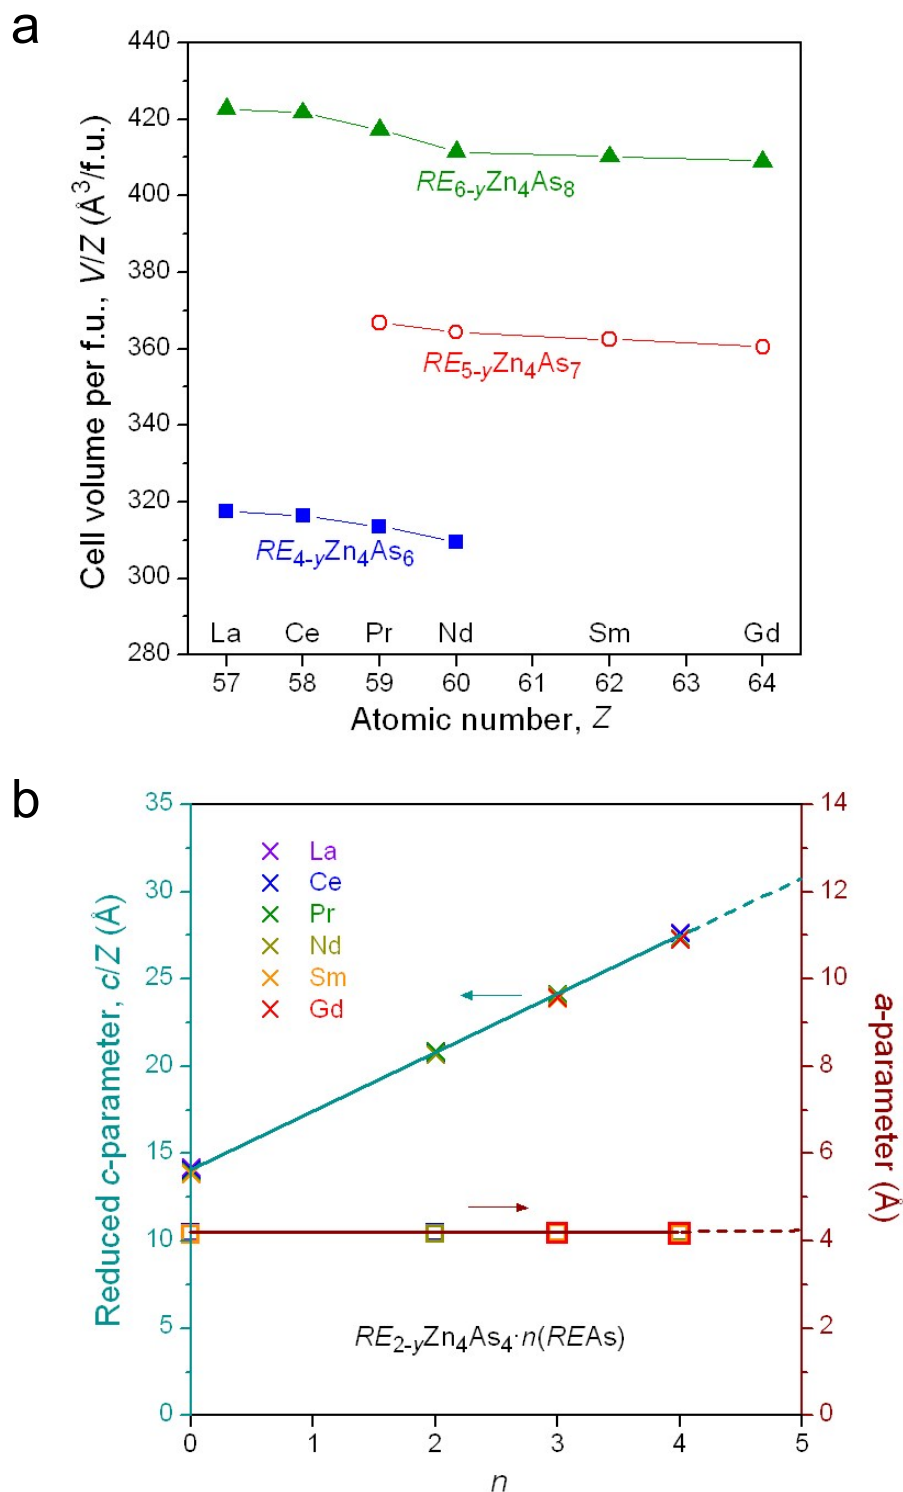 a
440
420
400
380
360
340
320
300
280
Cell volume per f.u., V/Z (Å³/f.u.)
RE₆₋yZn₄As₈
RE₅₋yZn₄As₇
RE₄₋yZn₄As₆
La Ce Pr Nd Sm Gd
57 58 59 60 61 62 63 64
Atomic number, Z
b
35
30
25
20
15
10
5
0
Reduced c-parameter, c/Z (Å)
La
Ce
Pr
Nd
Sm
Gd
14
12
10
8
6
4
2
0
a-parameter (Å)
RE₂₋yZn₄As₄·n(REAs)
0 1 2 3 4 5
n